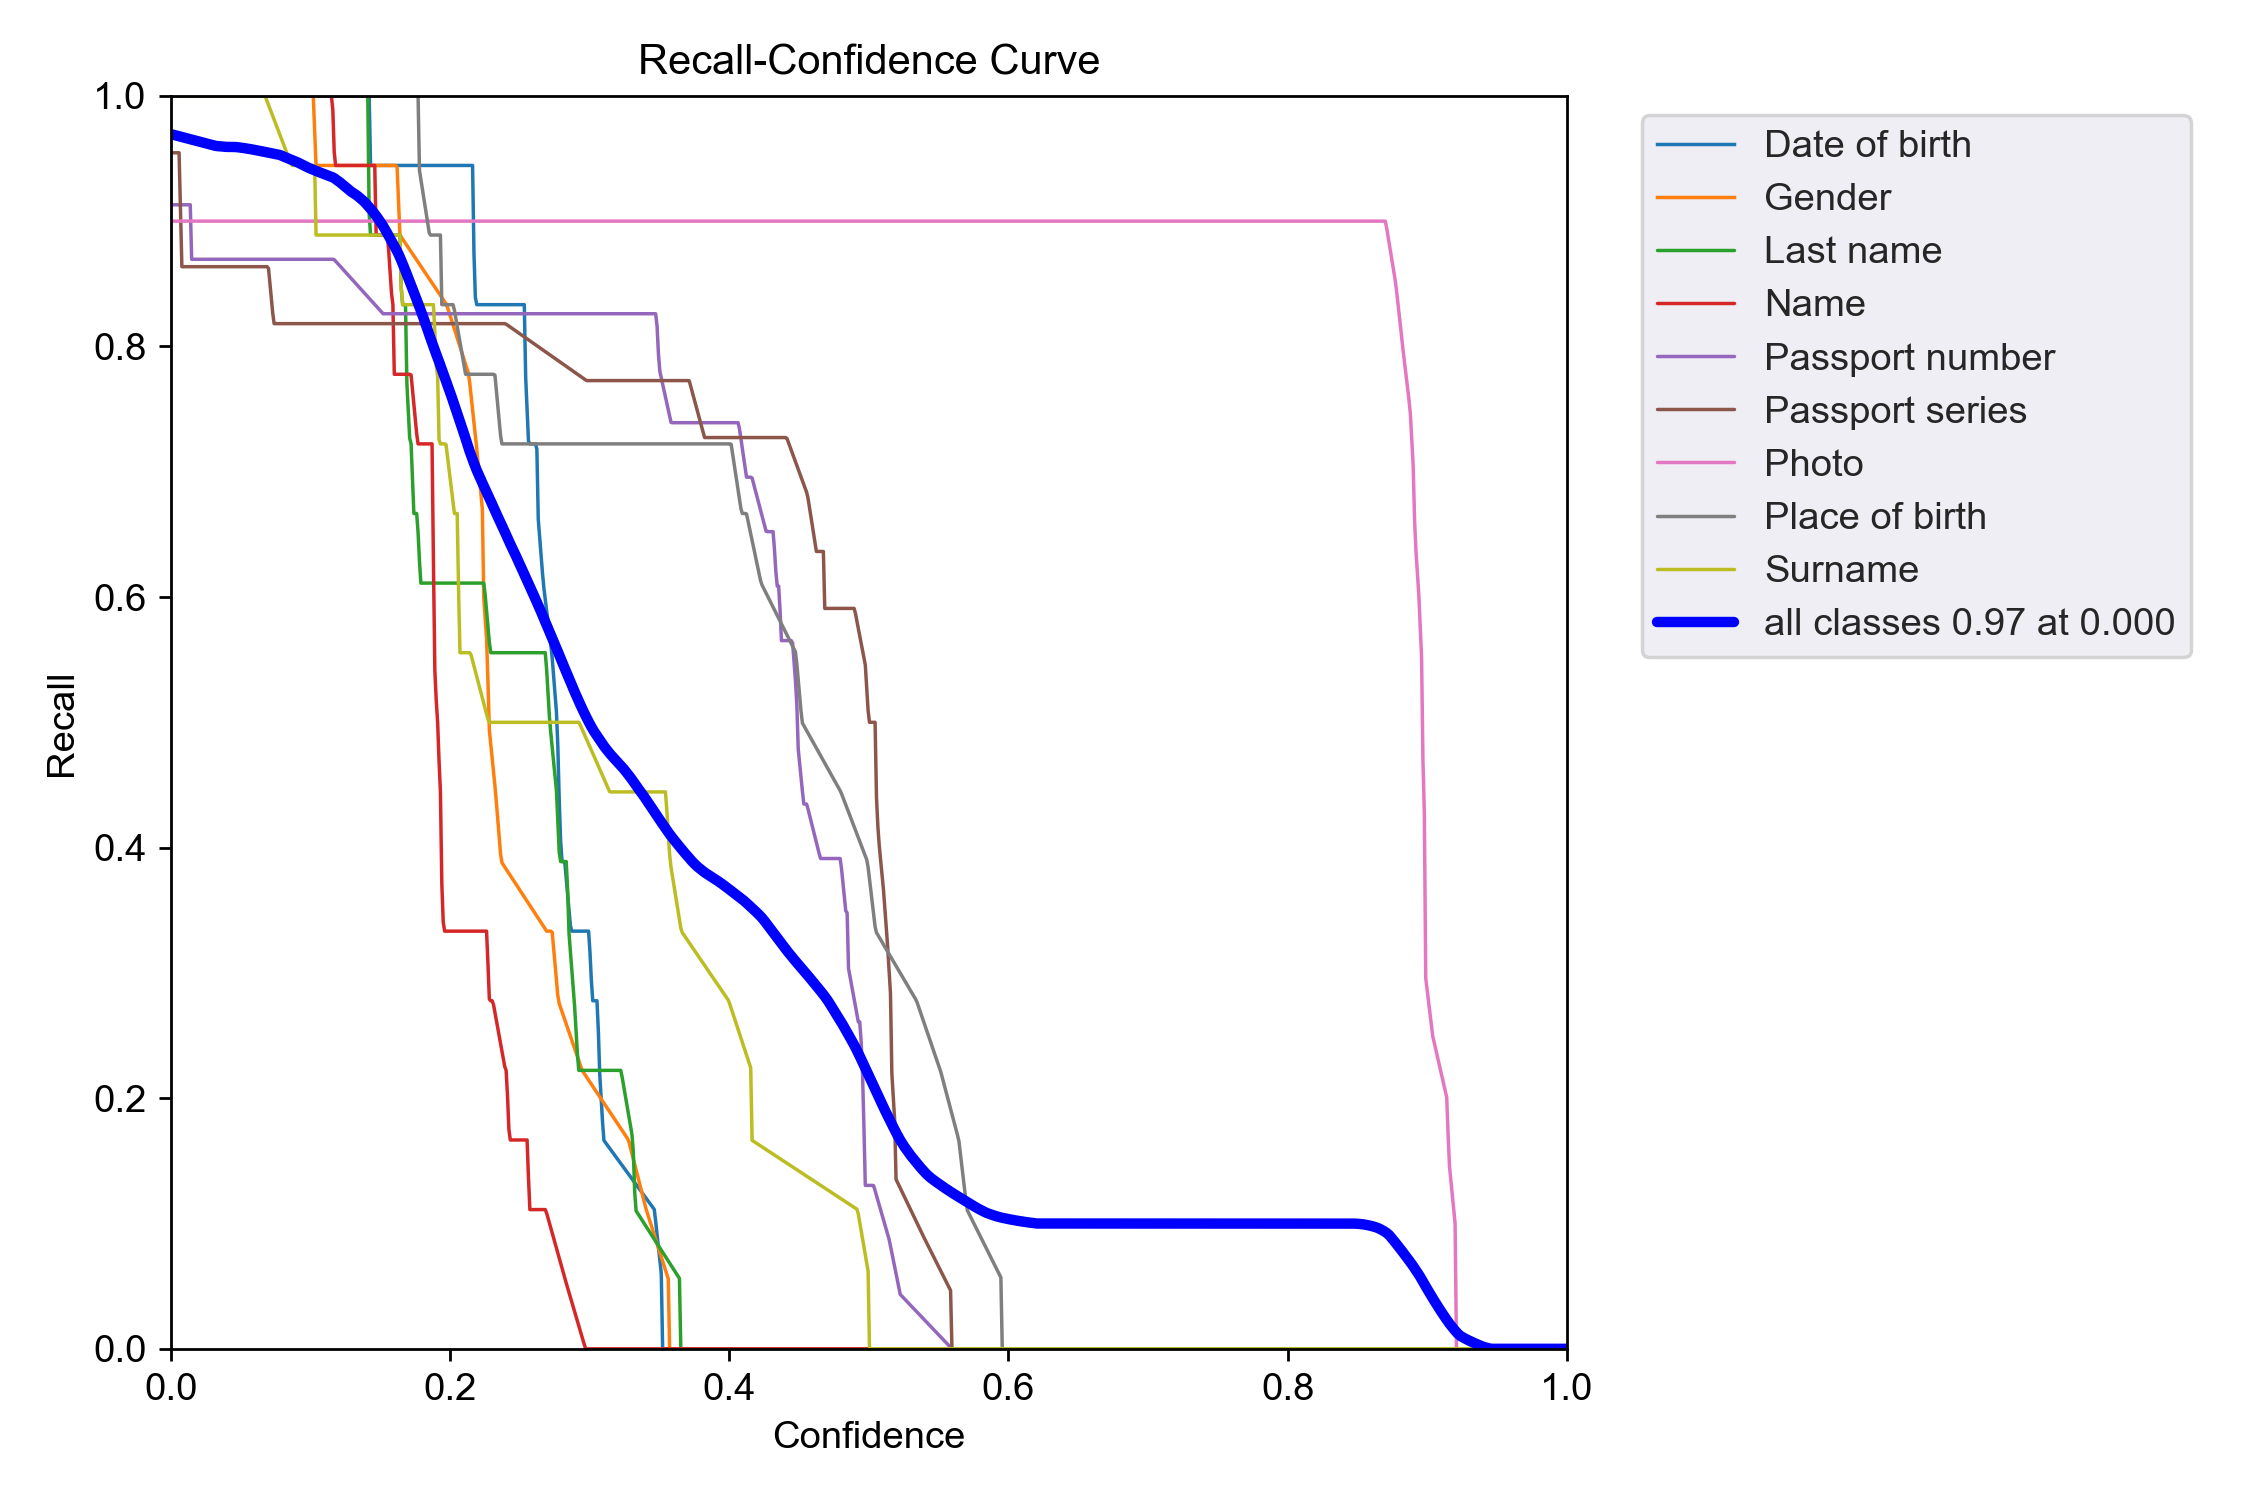 Recall-Confidence Curve
1.0
0.8
0.6
0.4
0.2
0.0
Recall
0.0 0.2 0.4 0.6 0.8 1.0
Confidence
Date of birth
Gender
Last name
Name
Passport number
Passport series
Photo
Place of birth
Surname
all classes 0.97 at 0.000